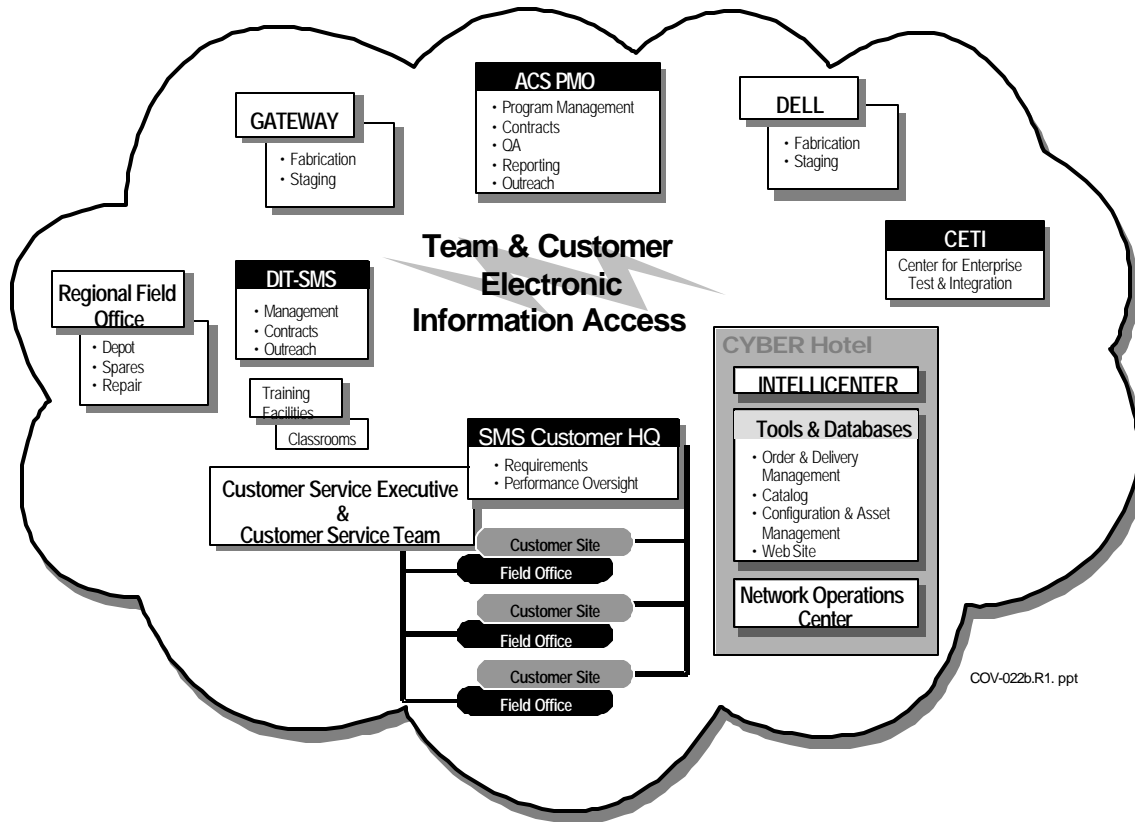 ACS PMO
• Program Management
• Contracts
• QA
• Reporting
• Outreach
GATEWAY
• Fabrication
• Staging
DELL
• Fabrication
• Staging
CETI
Center for Enterprise
Test & Integration
Team & Customer
Electronic
Information Access
Regional Field
Office
• Depot
• Spares
• Repair
DIT-SMS
• Management
• Contracts
• Outreach
Training
Facilities
Classrooms
CYBER Hotel
INTELLICENTER
Tools & Databases
• Order & Delivery
Management
• Catalog
• Configuration & Asset
Management
• Web Site
Network Operations
Center
SMS Customer HQ
• Requirements
• Performance Oversight
Customer Service Executive
&
Customer Service Team
Customer Site
Field Office
Customer Site
Field Office
Customer Site
Field Office
COV-022b.R1. ppt